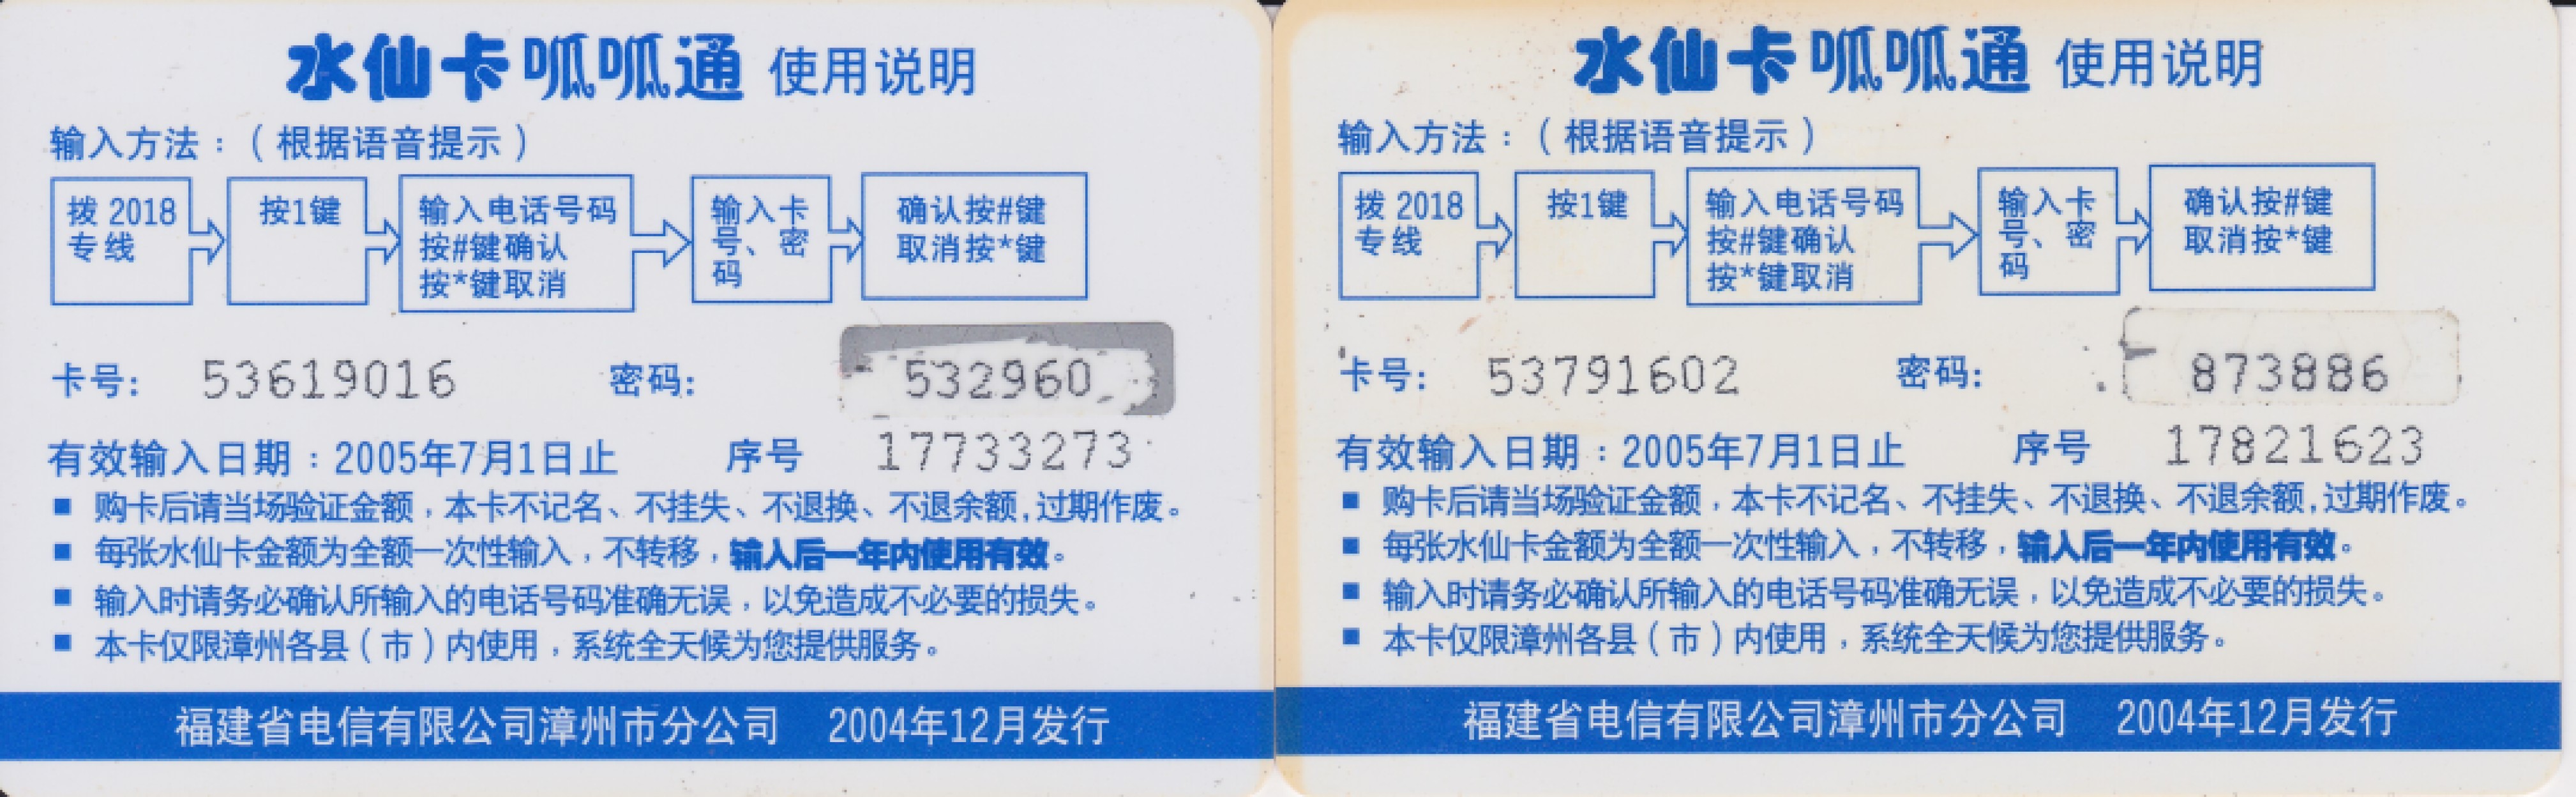 水仙卡呱呱通 使用说明
输入方法：（根据语音提示）
拨 2018
专线
按1键
输入电话号码
按#键确认
按*键取消
输入卡
号、密
码
确认按#键
取消按*键
卡号: 53619016 密码: 532960
有效输入日期：2005年7月1日止 序号 17733273
■ 购卡后请当场验证金额，本卡不记名、不挂失、不退换、不退余额,过期作废。
■ 每张水仙卡金额为全额一次性输入，不转移，输入后一年内使用有效。
■ 输入时请务必确认所输入的电话号码准确无误，以免造成不必要的损失。
■ 本卡仅限漳州各县（市）内使用，系统全天候为您提供服务。
福建省电信有限公司漳州市分公司 2004年12月发行
水仙卡呱呱通 使用说明
输入方法：（根据语音提示）
拨 2018
专线
按1键
输入电话号码
按#键确认
按*键取消
输入卡
号、密
码
确认按#键
取消按*键
卡号: 53791602 密码: 873886
有效输入日期：2005年7月1日止 序号 17821623
■ 购卡后请当场验证金额，本卡不记名、不挂失、不退换、不退余额,过期作废。
■ 每张水仙卡金额为全额一次性输入，不转移，输入后一年内使用有效。
■ 输入时请务必确认所输入的电话号码准确无误，以免造成不必要的损失。
■ 本卡仅限漳州各县（市）内使用，系统全天候为您提供服务。
福建省电信有限公司漳州市分公司 2004年12月发行